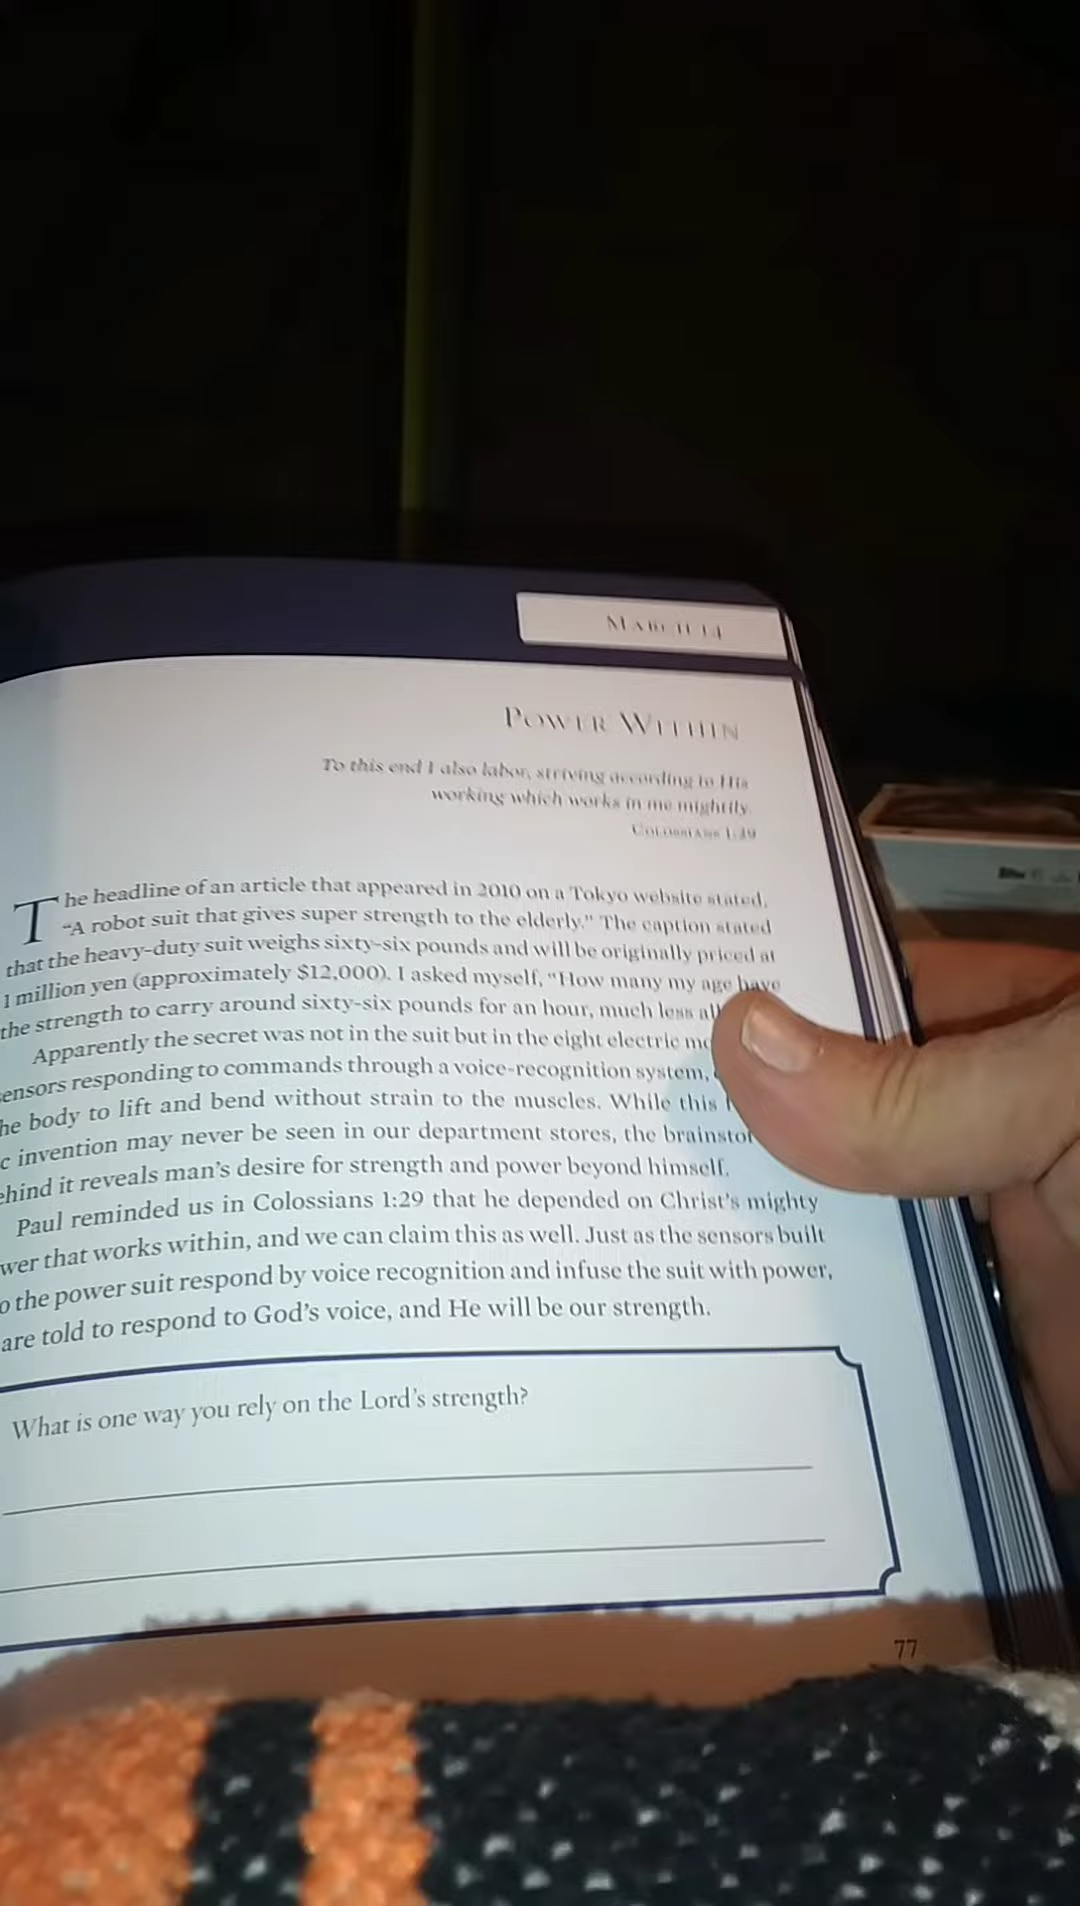 MARCH 14
POWER WITHIN
To this end I also labor, striving according to His
working which works in me mightily.
COLOSSIANS 1:29
The headline of an article that appeared in 2010 on a Tokyo website stated,
“A robot suit that gives super strength to the elderly.” The caption stated
that the heavy-duty suit weighs sixty-six pounds and will be originally priced at
1 million yen (approximately $12,000). I asked myself, “How many my age have
the strength to carry around sixty-six pounds for an hour, much less
Apparently the secret was not in the suit but in the eight electric
ensors responding to commands through a voice-recognition system,
he body to lift and bend without strain to the muscles. While this
c invention may never be seen in our department stores, the brainstor
ehind it reveals man’s desire for strength and power beyond himself.
Paul reminded us in Colossians 1:29 that he depended on Christ’s mighty
wer that works within, and we can claim this as well. Just as the sensors built
o the power suit respond by voice recognition and infuse the suit with power,
are told to respond to God’s voice, and He will be our strength.
What is one way you rely on the Lord’s strength?
77